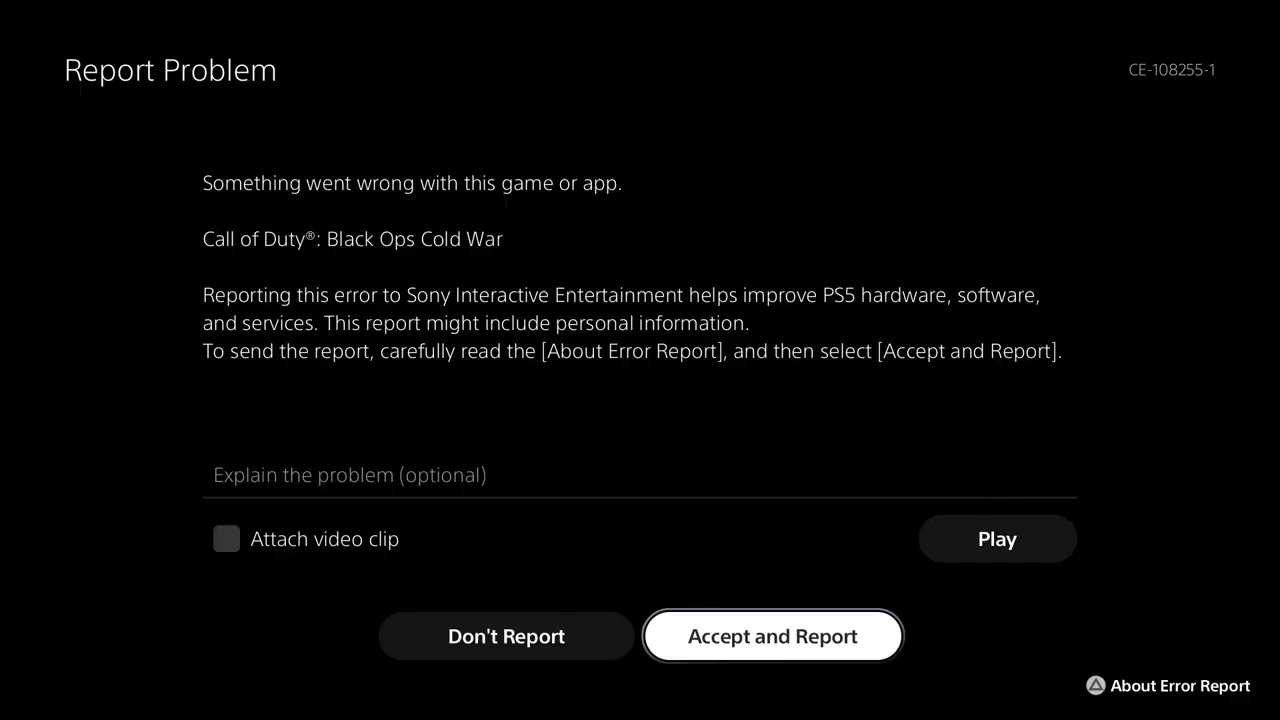 Report Problem
CE-108255-1
Something went wrong with this game or app.
Call of Duty®: Black Ops Cold War
Reporting this error to Sony Interactive Entertainment helps improve PS5 hardware, software,
and services. This report might include personal information.
To send the report, carefully read the [About Error Report], and then select [Accept and Report].
Explain the problem (optional)
Attach video clip
Play
Don't Report
Accept and Report
About Error Report